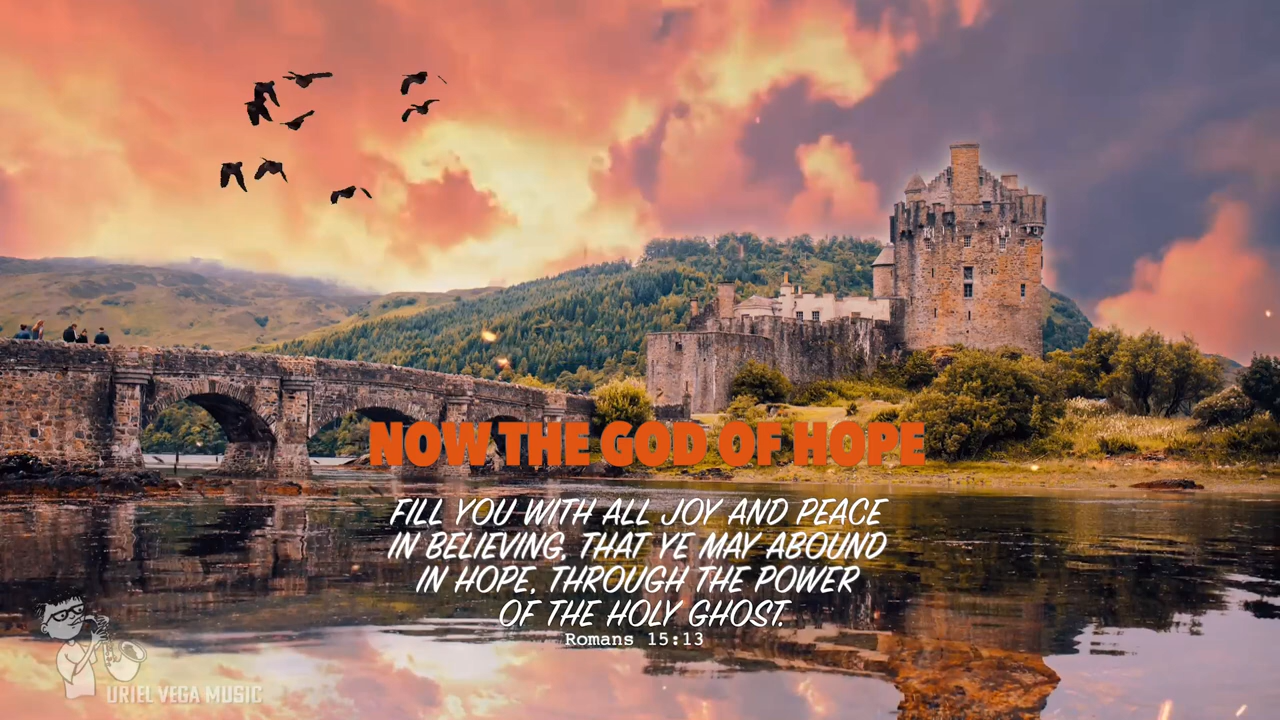 NOW THE GOD OF HOPE
FILL YOU WITH ALL JOY AND PEACE
IN BELIEVING, THAT YE MAY ABOUND
IN HOPE, THROUGH THE POWER
OF THE HOLY GHOST.
Romans 15:13
URIEL VEGA MUSIC